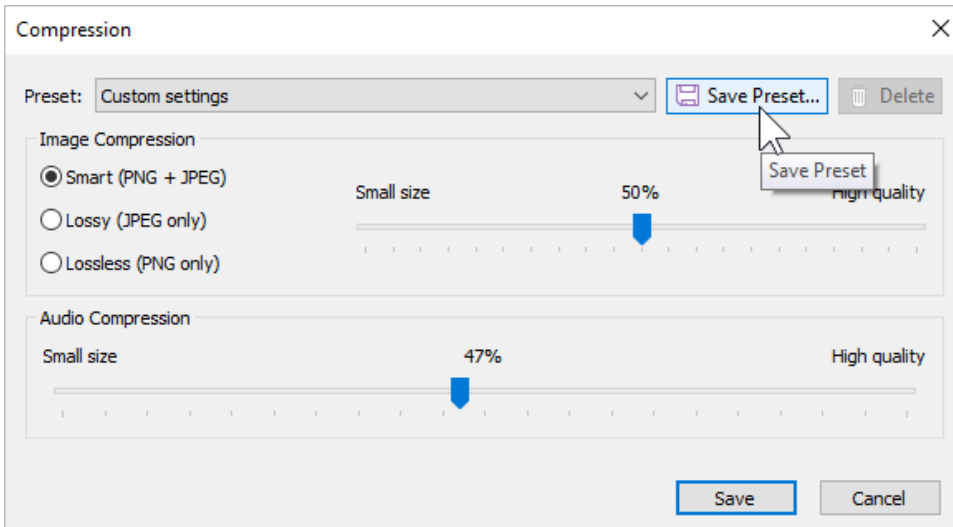 Compression
Preset: Custom settings Save Preset... Delete
Save Preset
Image Compression
Smart (PNG + JPEG)
Lossy (JPEG only)
Lossless (PNG only)
Small size 50% High quality
Audio Compression
Small size 47% High quality
Save Cancel